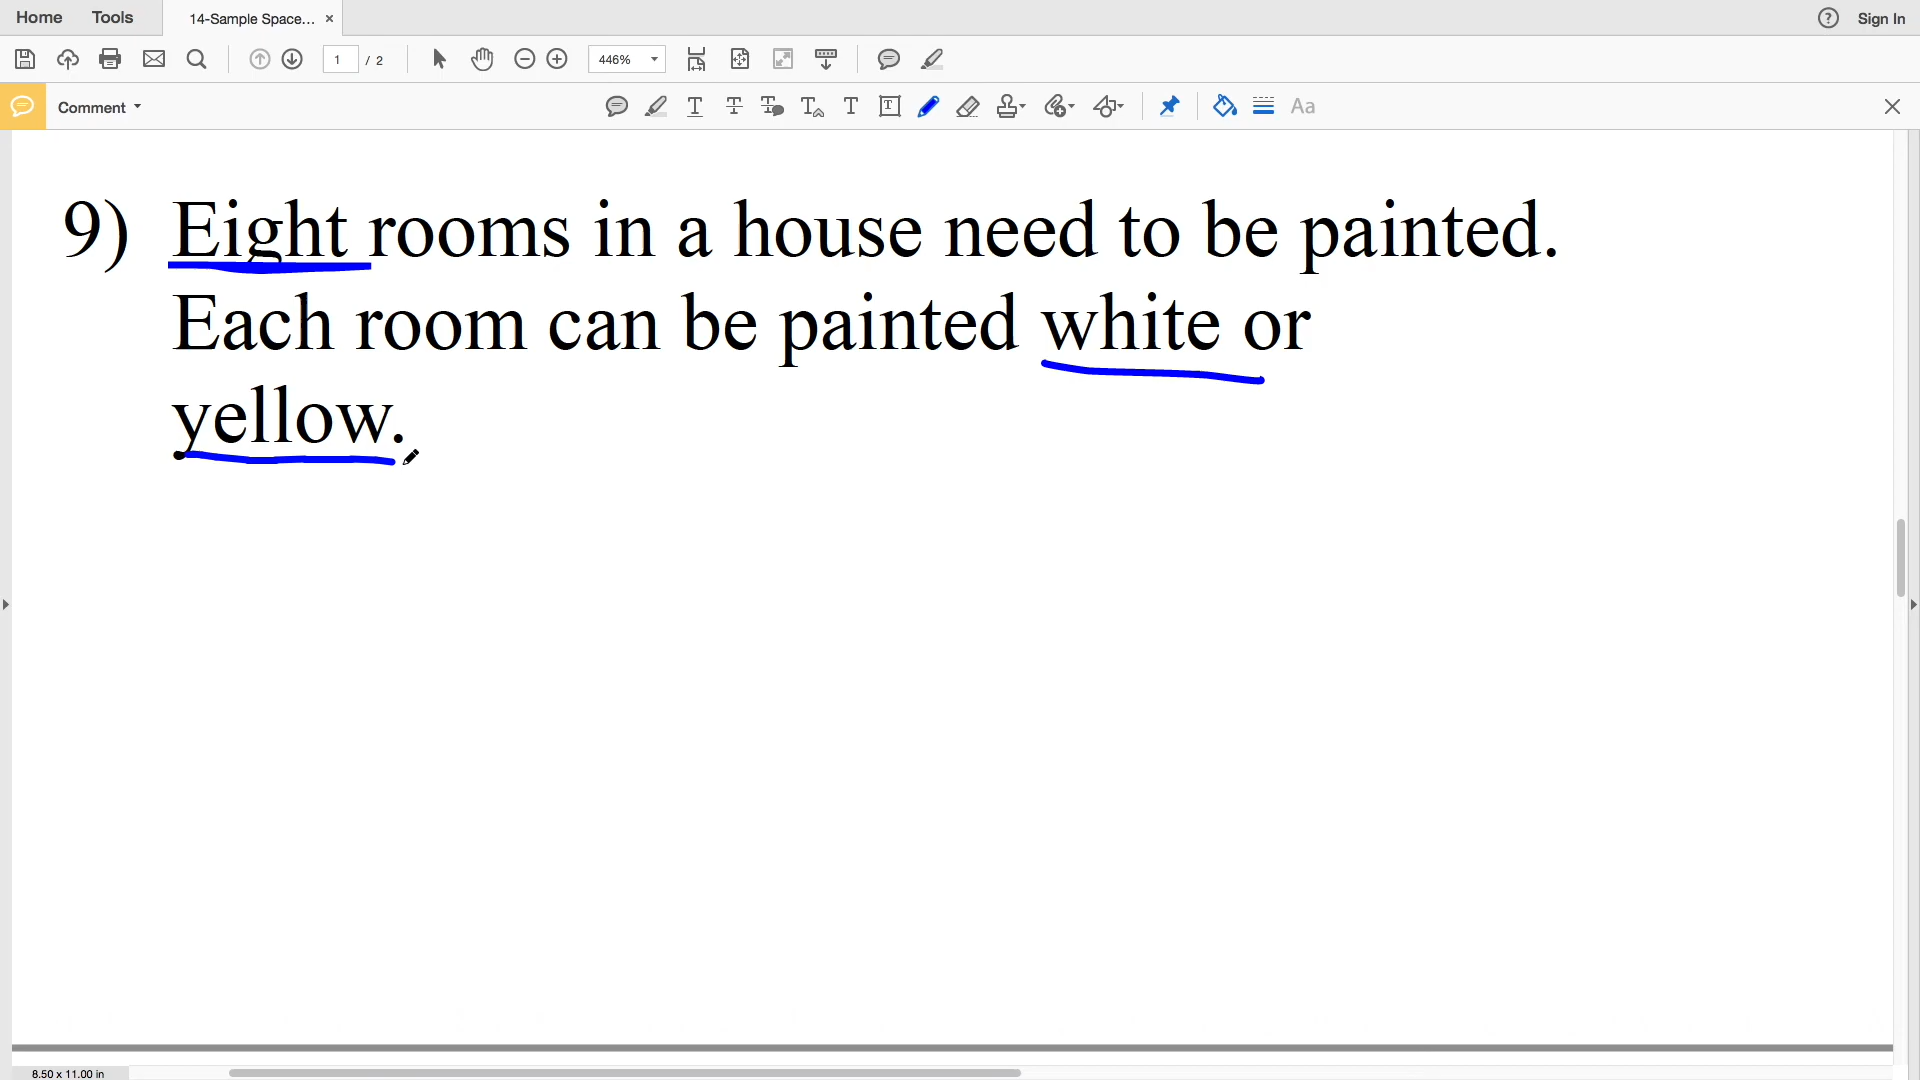 Home Tools 14-Sample Space... × ? Sign In
1 / 2 446%
Comment T T T T T T Aa
9) Eight rooms in a house need to be painted.
Each room can be painted white or
yellow.
8.50 x 11.00 in